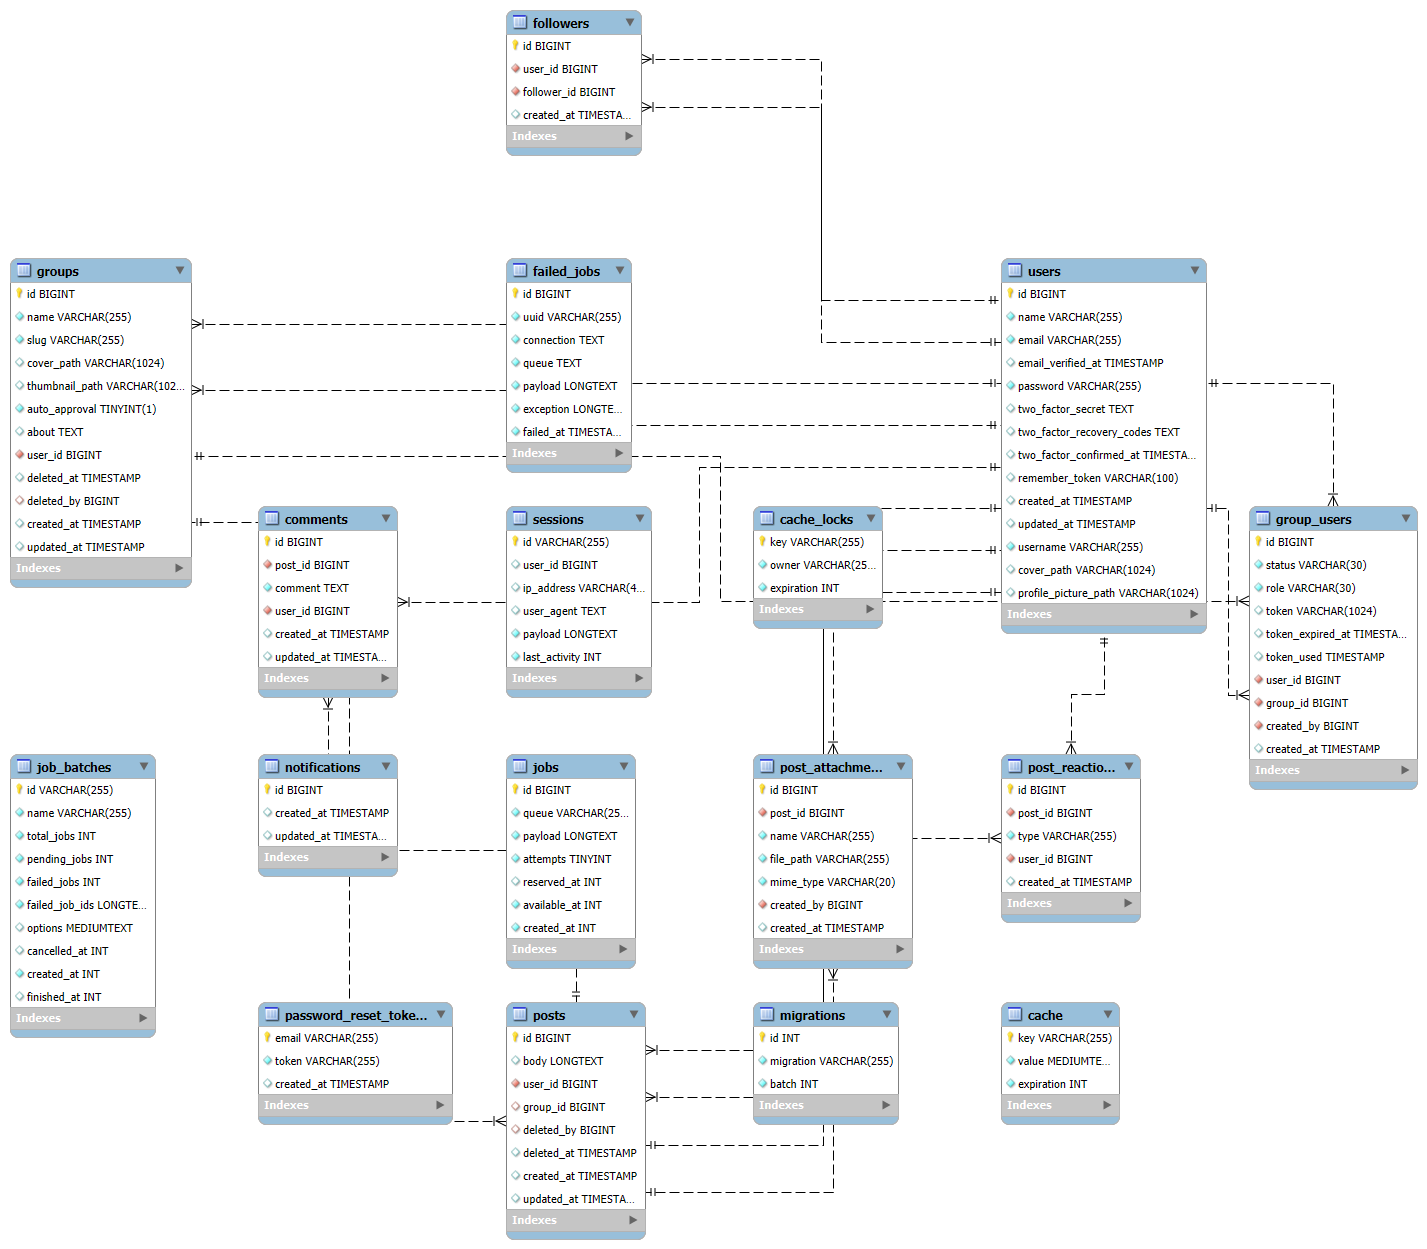 followers
id BIGINT
user_id BIGINT
follower_id BIGINT
created_at TIMESTA...
Indexes
groups
id BIGINT
name VARCHAR(255)
slug VARCHAR(255)
cover_path VARCHAR(1024)
thumbnail_path VARCHAR(102...
auto_approval TINYINT(1)
about TEXT
user_id BIGINT
deleted_at TIMESTAMP
deleted_by BIGINT
created_at TIMESTAMP
updated_at TIMESTAMP
Indexes
failed_jobs
id BIGINT
uuid VARCHAR(255)
connection TEXT
queue TEXT
payload LONGTEXT
exception LONGTE...
failed_at TIMESTA...
Indexes
users
id BIGINT
name VARCHAR(255)
email VARCHAR(255)
email_verified_at TIMESTAMP
password VARCHAR(255)
two_factor_secret TEXT
two_factor_recovery_codes TEXT
two_factor_confirmed_at TIMESTA...
remember_token VARCHAR(100)
created_at TIMESTAMP
updated_at TIMESTAMP
username VARCHAR(255)
cover_path VARCHAR(1024)
profile_picture_path VARCHAR(1024)
Indexes
comments
id BIGINT
post_id BIGINT
comment TEXT
user_id BIGINT
created_at TIMESTAMP
updated_at TIMESTA...
Indexes
sessions
id VARCHAR(255)
user_id BIGINT
ip_address VARCHAR(4...
user_agent TEXT
payload LONGTEXT
last_activity INT
Indexes
cache_locks
key VARCHAR(255)
owner VARCHAR(25...
expiration INT
Indexes
group_users
id BIGINT
status VARCHAR(30)
role VARCHAR(30)
token VARCHAR(1024)
token_expired_at TIMESTA...
token_used TIMESTAMP
user_id BIGINT
group_id BIGINT
created_by BIGINT
created_at TIMESTAMP
Indexes
job_batches
id VARCHAR(255)
name VARCHAR(255)
total_jobs INT
pending_jobs INT
failed_jobs INT
failed_job_ids LONGTE...
options MEDIUMTEXT
cancelled_at INT
created_at INT
finished_at INT
Indexes
notifications
id BIGINT
created_at TIMESTAMP
updated_at TIMESTA...
Indexes
jobs
id BIGINT
queue VARCHAR(25...
payload LONGTEXT
attempts TINYINT
reserved_at INT
available_at INT
created_at INT
Indexes
post_attachme...
id BIGINT
post_id BIGINT
name VARCHAR(255)
file_path VARCHAR(255)
mime_type VARCHAR(20)
created_by BIGINT
created_at TIMESTAMP
Indexes
post_reactio...
id BIGINT
post_id BIGINT
type VARCHAR(255)
user_id BIGINT
created_at TIMESTAMP
Indexes
password_reset_toke...
email VARCHAR(255)
token VARCHAR(255)
created_at TIMESTAMP
Indexes
posts
id BIGINT
body LONGTEXT
user_id BIGINT
group_id BIGINT
deleted_by BIGINT
deleted_at TIMESTAMP
created_at TIMESTAMP
updated_at TIMESTA...
Indexes
migrations
id INT
migration VARCHAR(255)
batch INT
Indexes
cache
key VARCHAR(255)
value MEDIUMTE...
expiration INT
Indexes